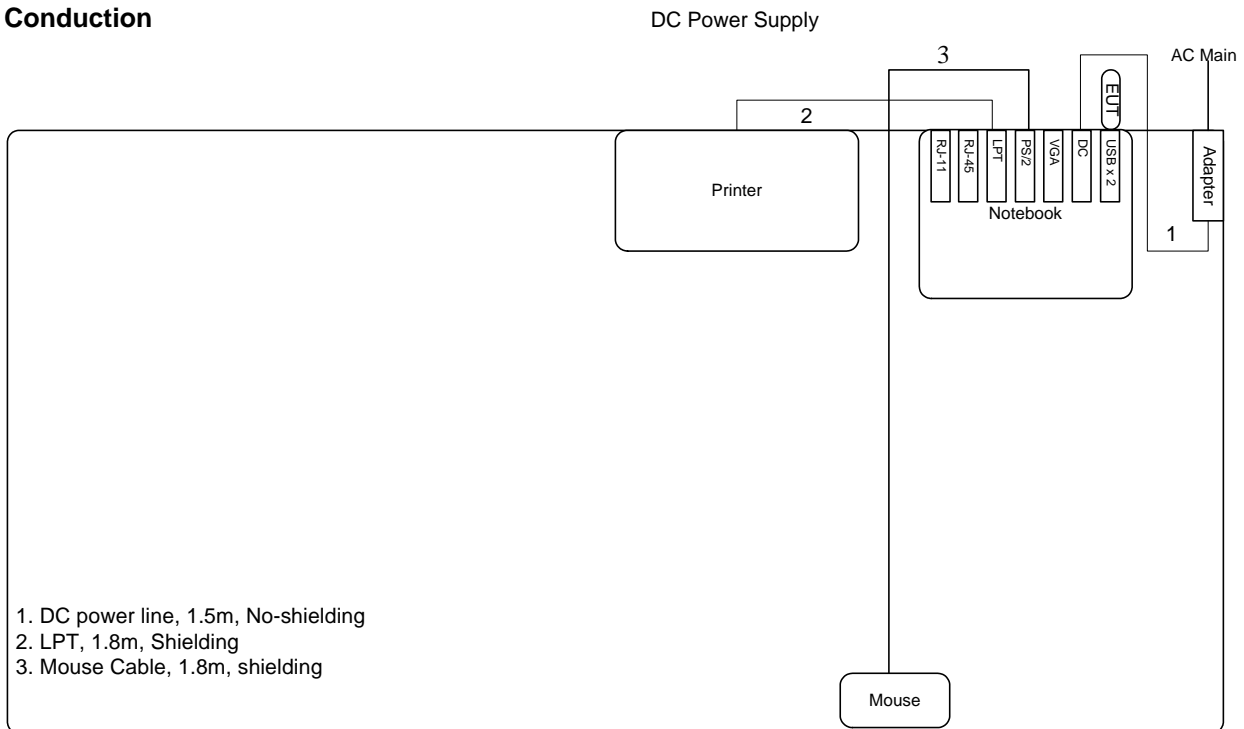 Conduction
DC Power Supply
3
AC Main
EUT
2
RJ-11
RJ-45
LPT
PS/2
VGA
DC
USB x 2
Adapter
Printer
Notebook
1
1. DC power line, 1.5m, No-shielding
2. LPT, 1.8m, Shielding
3. Mouse Cable, 1.8m, shielding
Mouse